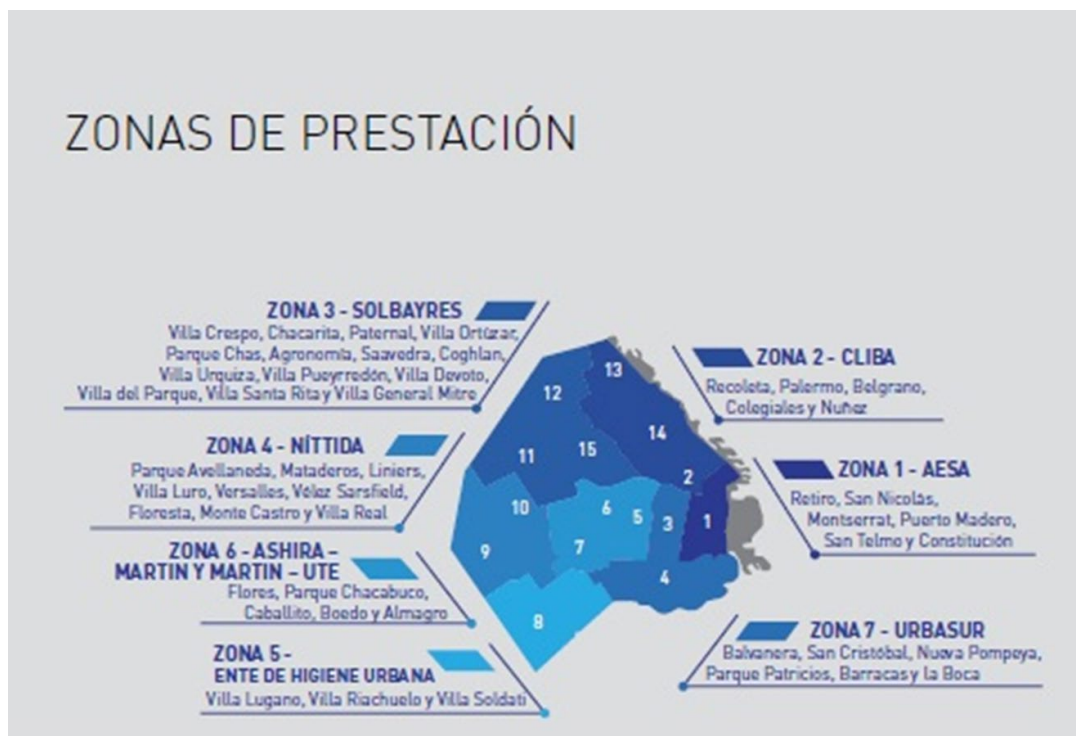 ZONAS DE PRESTACIÓN
ZONA 3 - SOLBAYRES
Villa Crespo, Chacarita, Paternal, Villa Ortúzar,
Parque Chas, Agronomía, Saavedra, Coghlan,
Villa Urquiza, Villa Pueyrredón, Villa Devoto,
Villa del Parque, Villa Santa Rita y Villa General Mitre
ZONA 4 - NÍTTIDA
Parque Avellaneda, Mataderos, Liniers,
Villa Luro, Versalles, Vélez Sarsfield,
Floresta, Monte Castro y Villa Real
ZONA 6 - ASHIRA –
MARTIN Y MARTIN – UTE
Flores, Parque Chacabuco,
Caballito, Boedo y Almagro
ZONA 5 -
ENTE DE HIGIENE URBANA
Villa Lugano, Villa Riachuelo y Villa Soldati
13
12
14
15
11
2
10
6
5
3
1
9
7
4
8
ZONA 2 - CLIBA
Recoleta, Palermo, Belgrano,
Colegiales y Nuñez
ZONA 1 - AESA
Retiro, San Nicolás,
Montserrat, Puerto Madero,
San Telmo y Constitución
ZONA 7 - URBASUR
Balvanera, San Cristóbal, Nueva Pompeya,
Parque Patricios, Barracas y la Boca